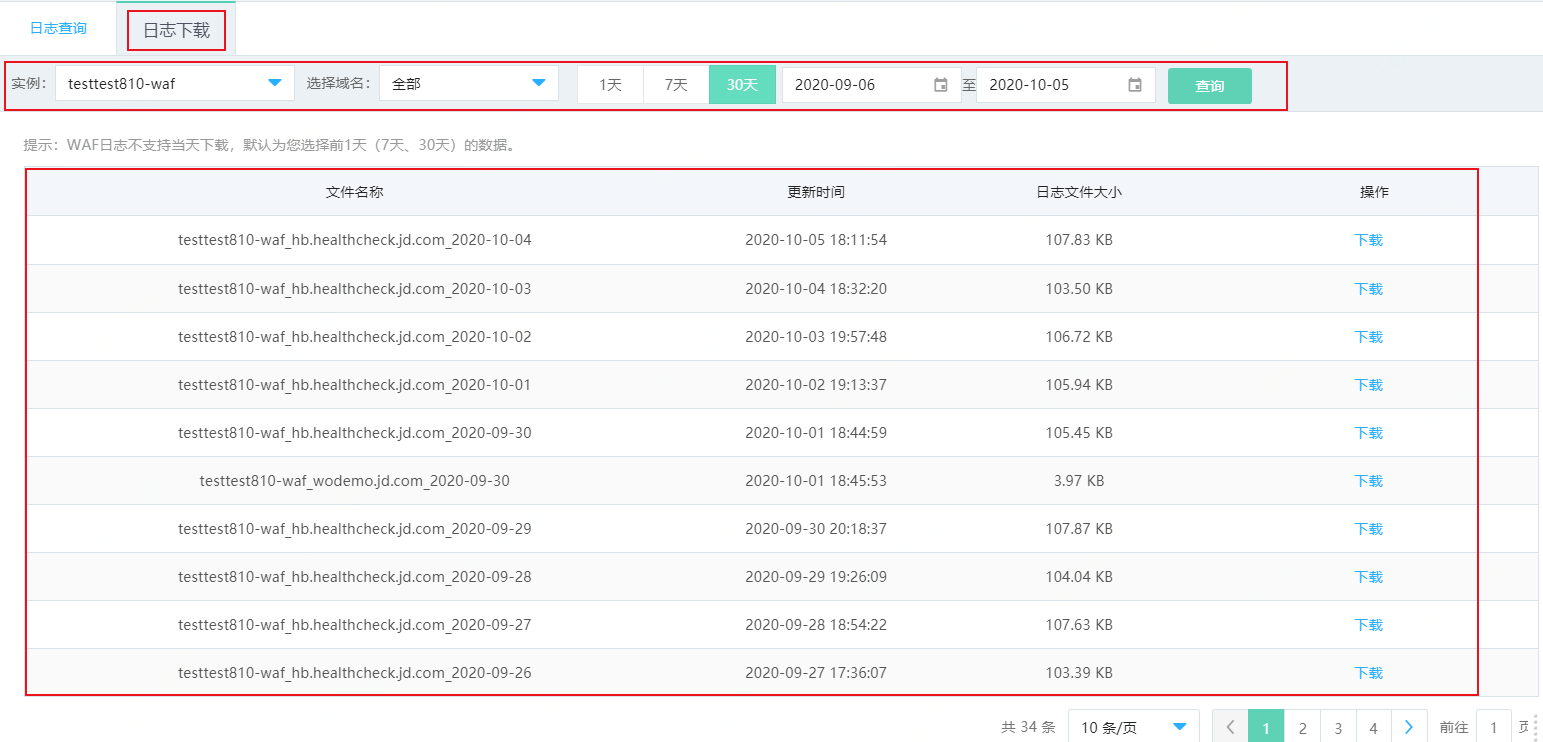 日志查询 日志下载
实例: testtest810-waf 选择域名: 全部 1天 7天 30天 2020-09-06 至 2020-10-05 查询
提示：WAF日志不支持当天下载，默认为您选择前1天（7天、30天）的数据。
文件名称 更新时间 日志文件大小 操作
testtest810-waf_hb.healthcheck.jd.com_2020-10-04 2020-10-05 18:11:54 107.83 KB 下载
testtest810-waf_hb.healthcheck.jd.com_2020-10-03 2020-10-04 18:32:20 103.50 KB 下载
testtest810-waf_hb.healthcheck.jd.com_2020-10-02 2020-10-03 19:57:48 106.72 KB 下载
testtest810-waf_hb.healthcheck.jd.com_2020-10-01 2020-10-02 19:13:37 105.94 KB 下载
testtest810-waf_hb.healthcheck.jd.com_2020-09-30 2020-10-01 18:44:59 105.45 KB 下载
testtest810-waf_wodemo.jd.com_2020-09-30 2020-10-01 18:45:53 3.97 KB 下载
testtest810-waf_hb.healthcheck.jd.com_2020-09-29 2020-09-30 20:18:37 107.87 KB 下载
testtest810-waf_hb.healthcheck.jd.com_2020-09-28 2020-09-29 19:26:09 104.04 KB 下载
testtest810-waf_hb.healthcheck.jd.com_2020-09-27 2020-09-28 18:54:22 107.63 KB 下载
testtest810-waf_hb.healthcheck.jd.com_2020-09-26 2020-09-27 17:36:07 103.39 KB 下载
共 34 条 10 条/页 1 2 3 4 前往 1 页